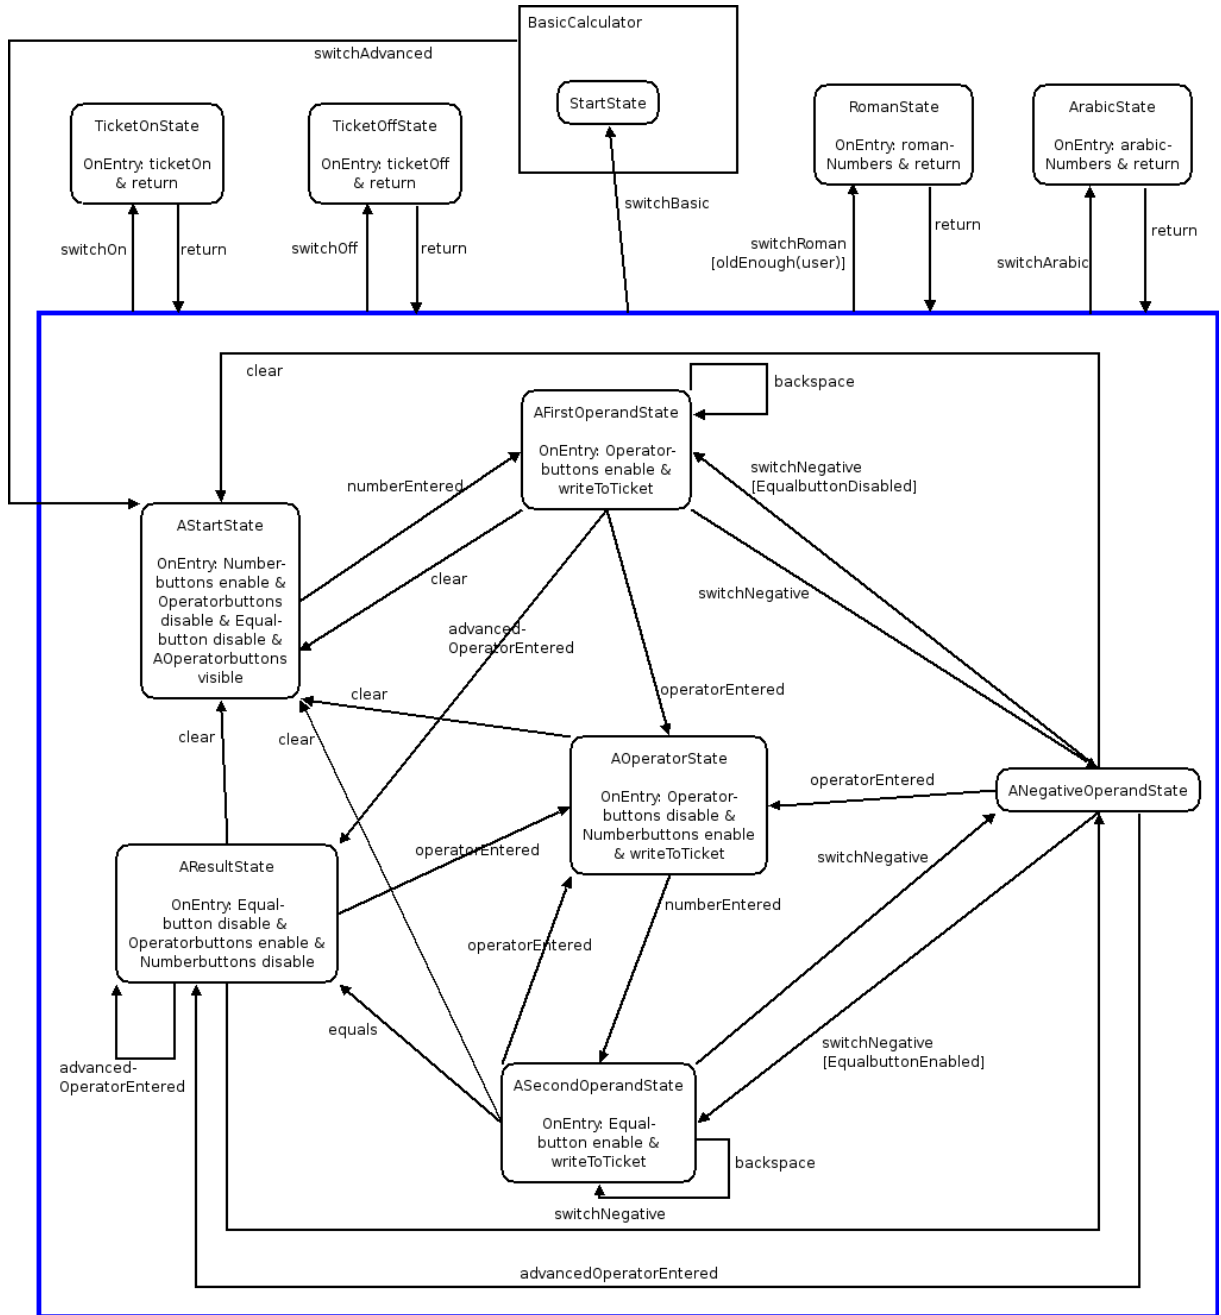 BasicCalculator
switchAdvanced
StartState
TicketOnState
OnEntry: ticketOn
& return
TicketOffState
OnEntry: ticketOff
& return
RomanState
OnEntry: roman-
Numbers & return
ArabicState
OnEntry: arabic-
Numbers & return
switchOn
return
switchOff
return
switchBasic
switchRoman
[oldEnough(user)]
return
switchArabic
return
clear
backspace
AFirstOperandState
OnEntry: Operator-
buttons enable &
writeToTicket
numberEntered
switchNegative
[EqualbuttonDisabled]
AStartState
OnEntry: Number-
buttons enable &
Operatorbuttons
disable & Equal-
button disable &
AOperatorbuttons
visible
clear
switchNegative
advanced-
OperatorEntered
operatorEntered
clear
clear
clear
AOperatorState
OnEntry: Operator-
buttons disable &
Numberbuttons enable
& writeToTicket
operatorEntered
ANegativeOperandState
operatorEntered
switchNegative
AResultState
OnEntry: Equal-
button disable &
Operatorbuttons enable &
Numberbuttons disable
numberEntered
operatorEntered
equals
switchNegative
[EqualbuttonEnabled]
advanced-
OperatorEntered
ASecondOperandState
OnEntry: Equal-
button enable &
writeToTicket
backspace
switchNegative
advancedOperatorEntered